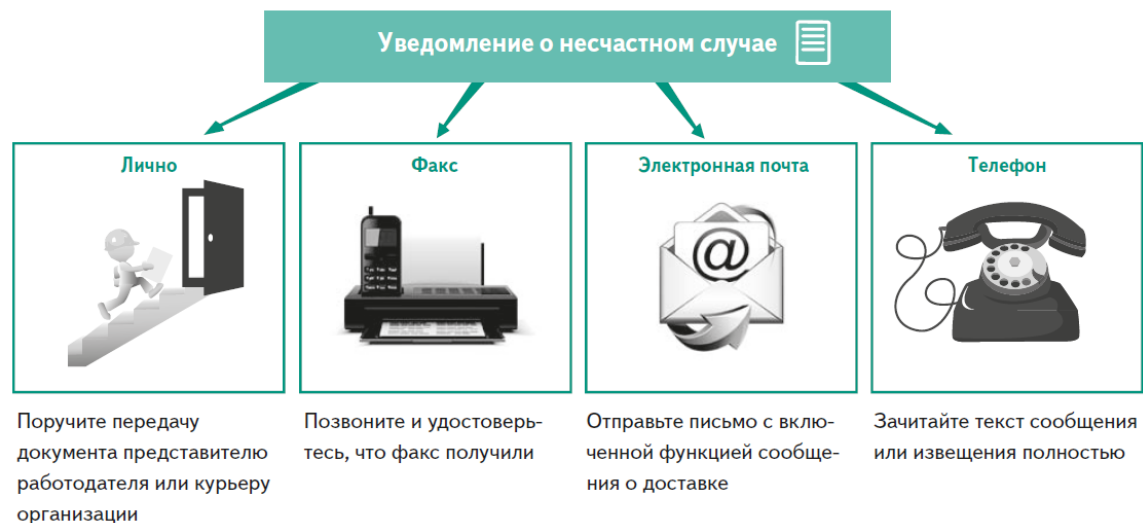 Уведомление о несчастном случае
Лично
Поручите передачу
документа представителю
работодателя или курьеру
организации
Факс
Позвоните и удостоверь-
тесь, что факс получили
Электронная почта
@
Отправьте письмо с вклю-
ченной функцией сообще-
ния о доставке
Телефон
Зачитайте текст сообщения
или извещения полностью